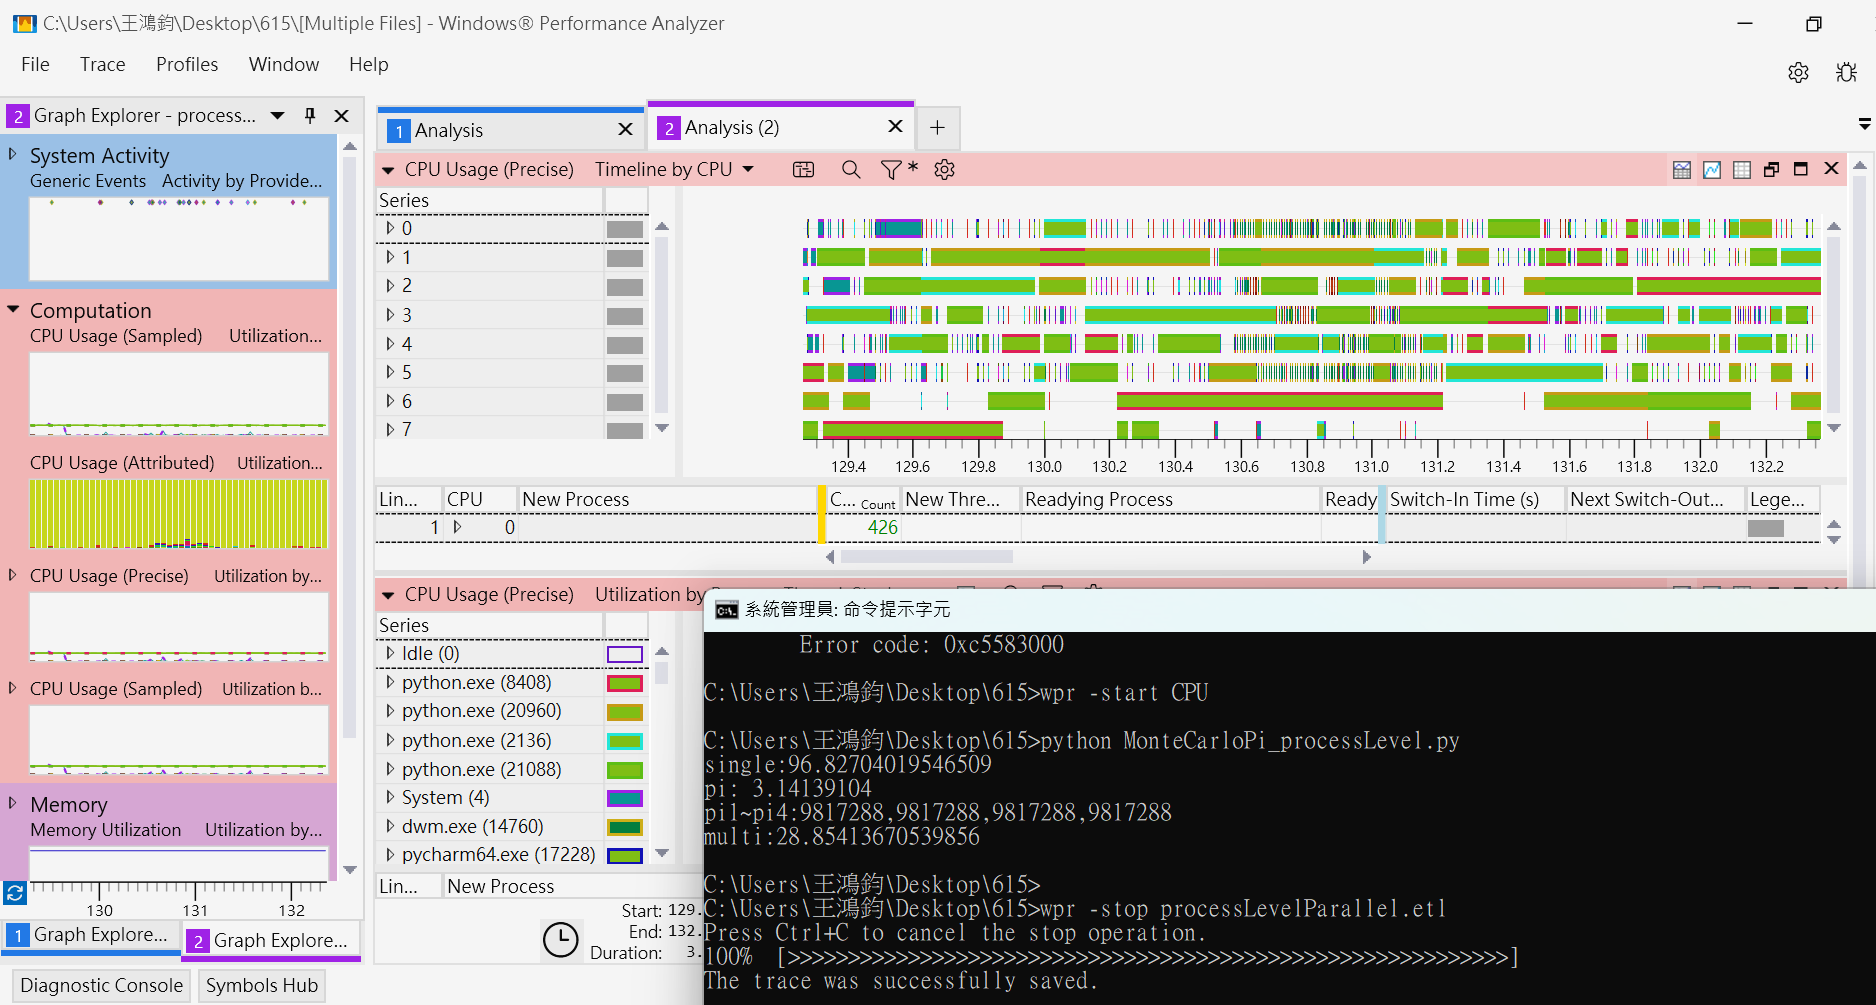 C:\Users\王鴻鈞\Desktop\615\[Multiple Files] - Windows® Performance Analyzer
File Trace Profiles Window Help
2 Graph Explorer - process...
System Activity
Generic Events Activity by Provide...
Computation
CPU Usage (Sampled) Utilization...
CPU Usage (Attributed) Utilization...
CPU Usage (Precise) Utilization by...
CPU Usage (Sampled) Utilization b...
Memory
Memory Utilization Utilization by...
130 131 132
1 Graph Explore... 2 Graph Explore...
Diagnostic Console Symbols Hub
1 Analysis 2 Analysis (2)
CPU Usage (Precise) Timeline by CPU
Series
0
1
2
3
4
5
6
7
129.4 129.6 129.8 130.0 130.2 130.4 130.6 130.8 131.0 131.2 131.4 131.6 131.8 132.0 132.2
Lin... CPU New Process C... Count New Thre... Readying Process Ready Switch-In Time (s) Next Switch-Out... Lege...
1 0 426
CPU Usage (Precise) Utilization by
Series
Idle (0)
python.exe (8408)
python.exe (20960)
python.exe (2136)
python.exe (21088)
System (4)
dwm.exe (14760)
pycharm64.exe (17228)
Lin... New Process
Start: 129.
End: 132.
Duration: 3.
系統管理員: 命令提示字元
Error code: 0xc5583000
C:\Users\王鴻鈞\Desktop\615>wpr -start CPU
C:\Users\王鴻鈞\Desktop\615>python MonteCarloPi_processLevel.py
single:96.82704019546509
pi: 3.14139104
pi1~pi4:9817288,9817288,9817288,9817288
multi:28.85413670539856
C:\Users\王鴻鈞\Desktop\615>
C:\Users\王鴻鈞\Desktop\615>wpr -stop processLevelParallel.etl
Press Ctrl+C to cancel the stop operation.
100% [>>>>>>>>>>>>>>>>>>>>>>>>>>>>>>>>>>>>>>>>>>>>>>>>>>>>>>>>>>>>]
The trace was successfully saved.